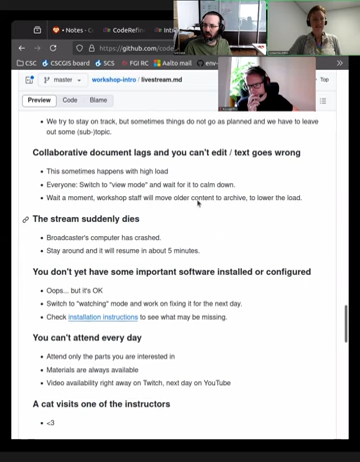 • Notes - C
CodeRefin
Intr
https://github.com/code
CSC
CSCGIS board
SCS
FGI RC
Aalto mail
env-
master
workshop-intro / livestream.md
Top
Preview
Code
Blame
• We try to stay on track, but sometimes things do not go as planned and we have to leave
out some (sub-)topic.
Collaborative document lags and you can't edit / text goes wrong
• This sometimes happens with high load
• Everyone: Switch to "view mode" and wait for it to calm down.
• Wait a moment, workshop staff will move older content to archive, to lower the load.
The stream suddenly dies
• Broadcaster's computer has crashed.
• Stay around and it will resume in about 5 minutes.
You don't yet have some important software installed or configured
• Oops... but it's OK
• Switch to "watching" mode and work on fixing it for the next day.
• Check installation instructions to see what may be missing.
You can't attend every day
• Attend only the parts you are interested in
• Materials are always available
• Video availability right away on Twitch, next day on YouTube
A cat visits one of the instructors
• <3